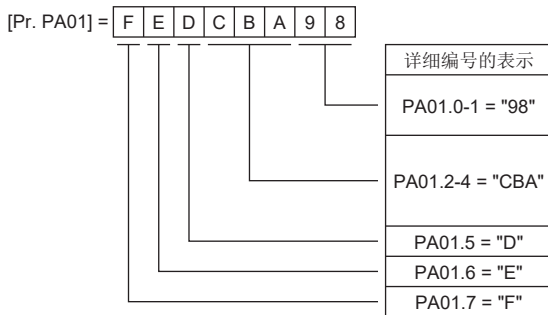 [Pr. PA01] = F E D C B A 9 8
详细编号的表示
PA01.0-1 = "98"
PA01.2-4 = "CBA"
PA01.5 = "D"
PA01.6 = "E"
PA01.7 = "F"